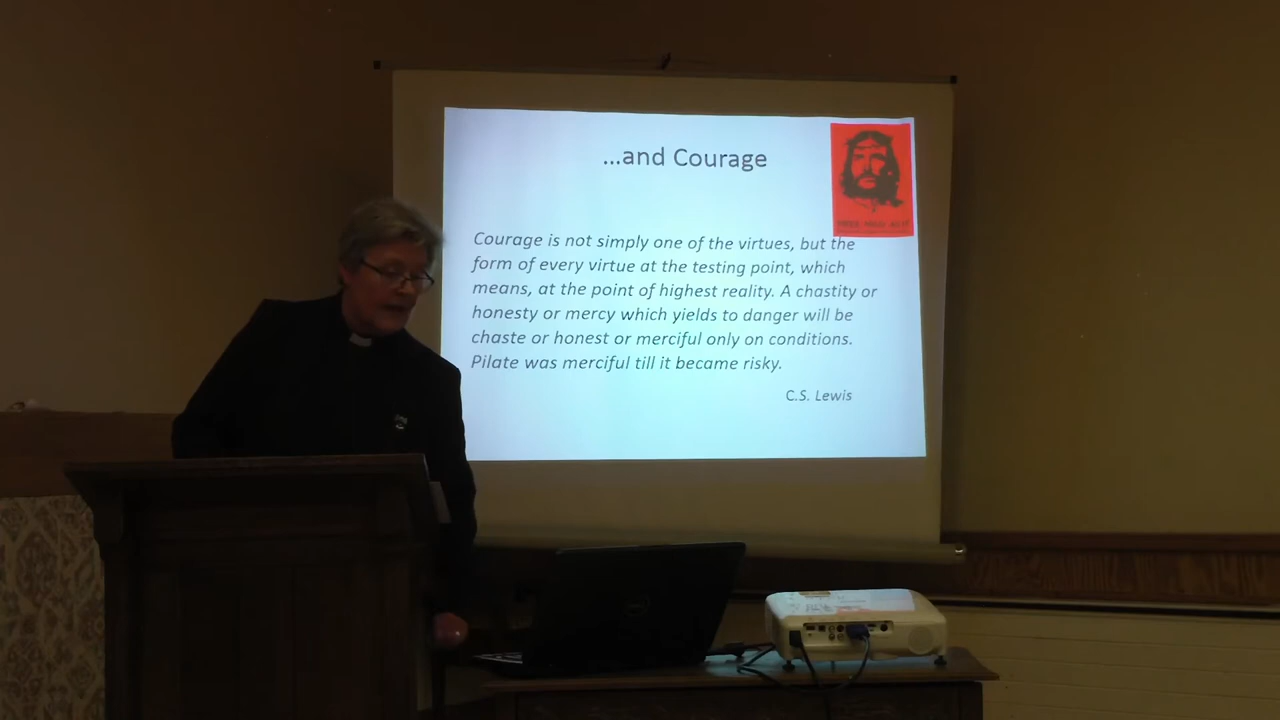 ...and Courage
Courage is not simply one of the virtues, but the
form of every virtue at the testing point, which
means, at the point of highest reality. A chastity or
honesty or mercy which yields to danger will be
chaste or honest or merciful only on conditions.
Pilate was merciful till it became risky.
C.S. Lewis